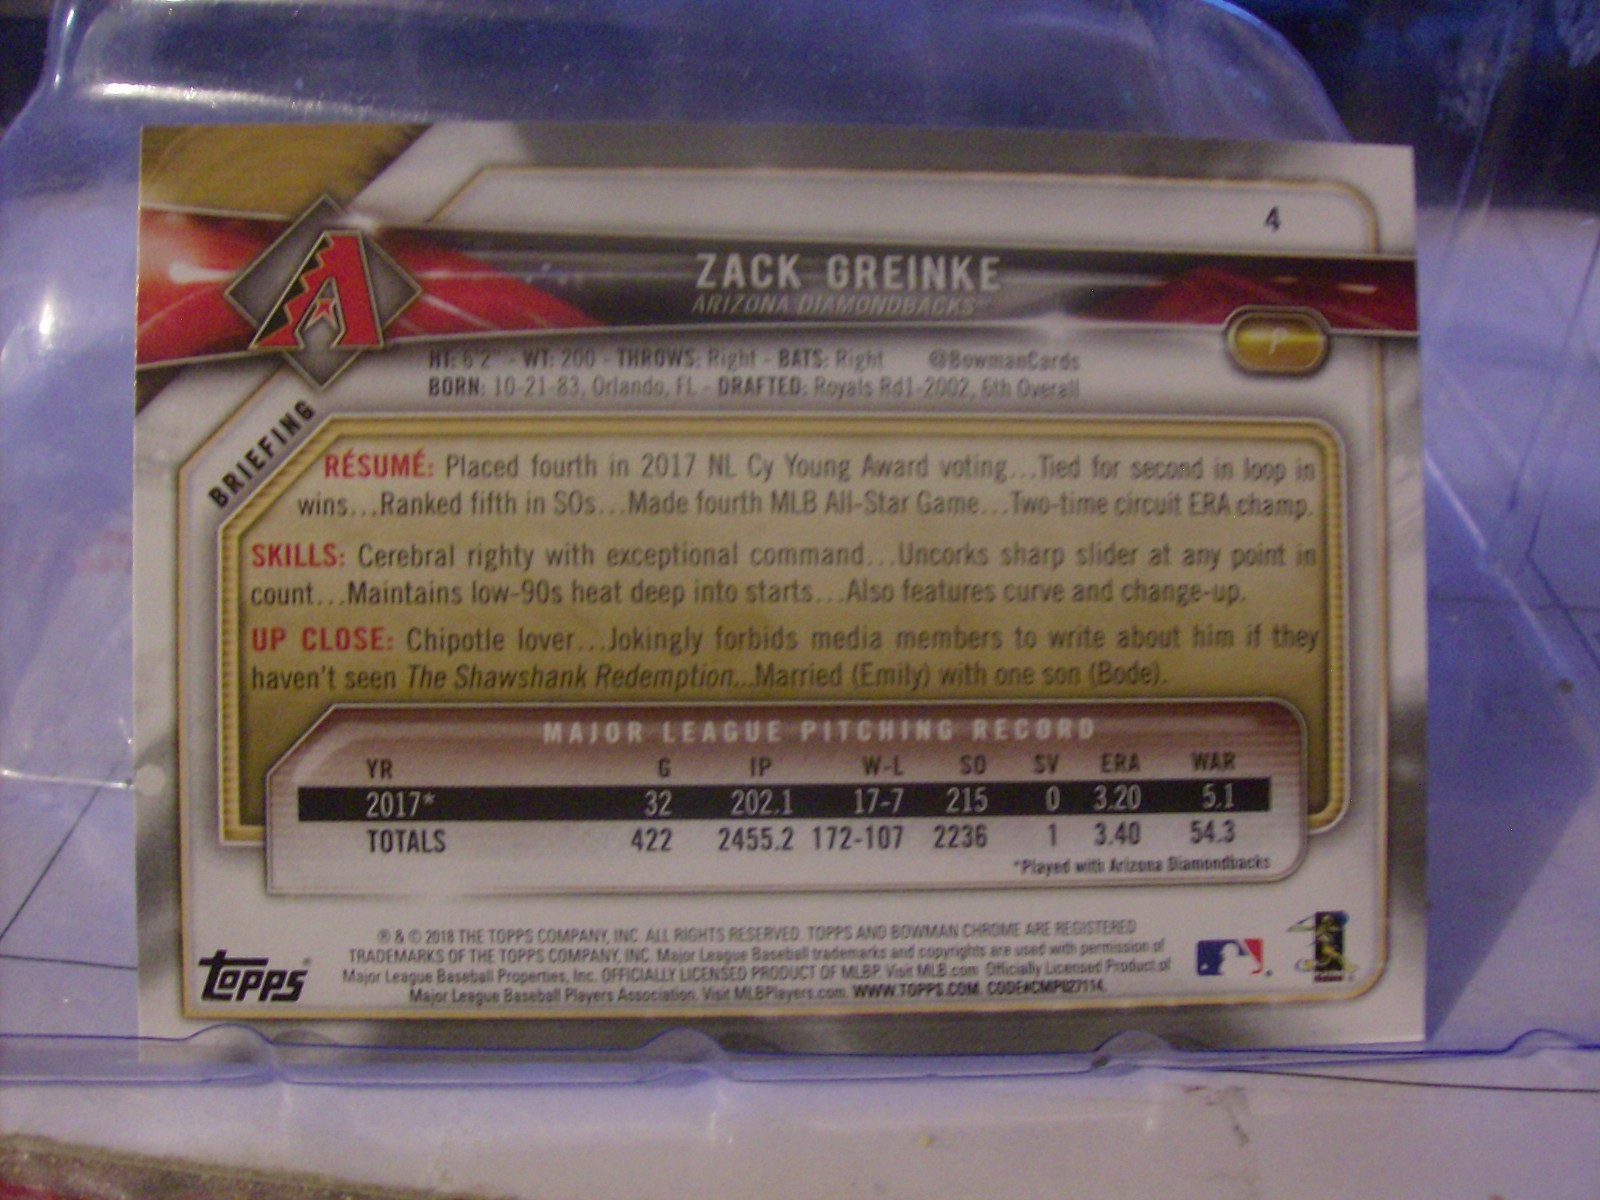 4
ZACK GREINKE
ARIZONA DIAMONDBACKS™
P
HT: 6'2" - WT: 200 - THROWS: Right - BATS: Right @BowmanCards
BORN: 10-21-83, Orlando, FL - DRAFTED: Royals Rd1-2002, 6th Overall
BRIEFING
RÉSUMÉ: Placed fourth in 2017 NL Cy Young Award voting...Tied for second in loop in
wins...Ranked fifth in SOs...Made fourth MLB All-Star Game...Two-time circuit ERA champ.
SKILLS: Cerebral righty with exceptional command...Uncorks sharp slider at any point in
count...Maintains low-90s heat deep into starts...Also features curve and change-up.
UP CLOSE: Chipotle lover...Jokingly forbids media members to write about him if they
haven't seen The Shawshank Redemption...Married (Emily) with one son (Bode).
MAJOR LEAGUE PITCHING RECORD
YR G IP W-L SO SV ERA WAR
2017* 32 202.1 17-7 215 0 3.20 5.1
TOTALS 422 2455.2 172-107 2236 1 3.40 54.3
*Played with Arizona Diamondbacks
® & © 2018 THE TOPPS COMPANY, INC. ALL RIGHTS RESERVED. TOPPS AND BOWMAN CHROME ARE REGISTERED
TRADEMARKS OF THE TOPPS COMPANY, INC. Major League Baseball trademarks and copyrights are used with permission of
Major League Baseball Properties, Inc. OFFICIALLY LICENSED PRODUCT OF MLBP Visit MLB.com Officially Licensed Product of
Major League Baseball Players Association. Visit MLBPlayers.com. WWW.TOPPS.COM. CODE#CMP027114.
TOPPS®